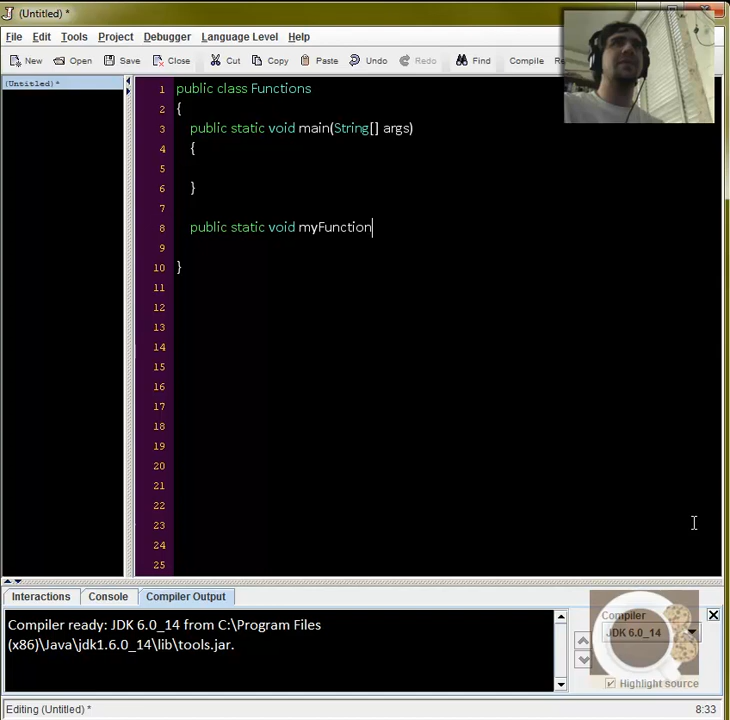 (Untitled) *
File Edit Tools Project Debugger Language Level Help
New Open Save Close Cut Copy Paste Undo Redo Find Compile Res
(Untitled) *
1 public class Functions
2 {
3 public static void main(String[] args)
4 {
5
6 }
7
8 public static void myFunction
9
10 }
11
12
13
14
15
16
17
18
19
20
21
22
23
24
25
Interactions Console Compiler Output
Compiler ready: JDK 6.0_14 from C:\Program Files
(x86)\Java\jdk1.6.0_14\lib\tools.jar.
Compiler
JDK 6.0_14
Highlight source
Editing (Untitled) * 8:33